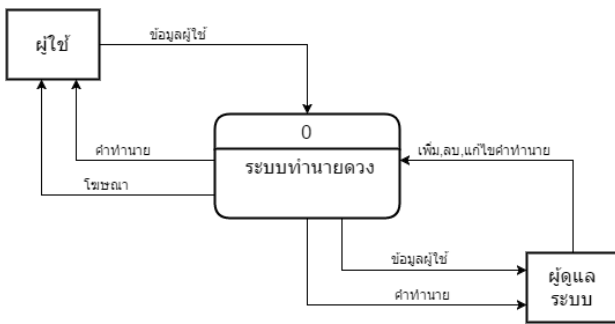 ผู้ใช้
ข้อมูลผู้ใช้
0
ระบบทำนายดวง
คำทำนาย
โฆษณา
เพิ่ม,ลบ,แก้ไขคำทำนาย
ข้อมูลผู้ใช้
คำทำนาย
ผู้ดูแล
ระบบ